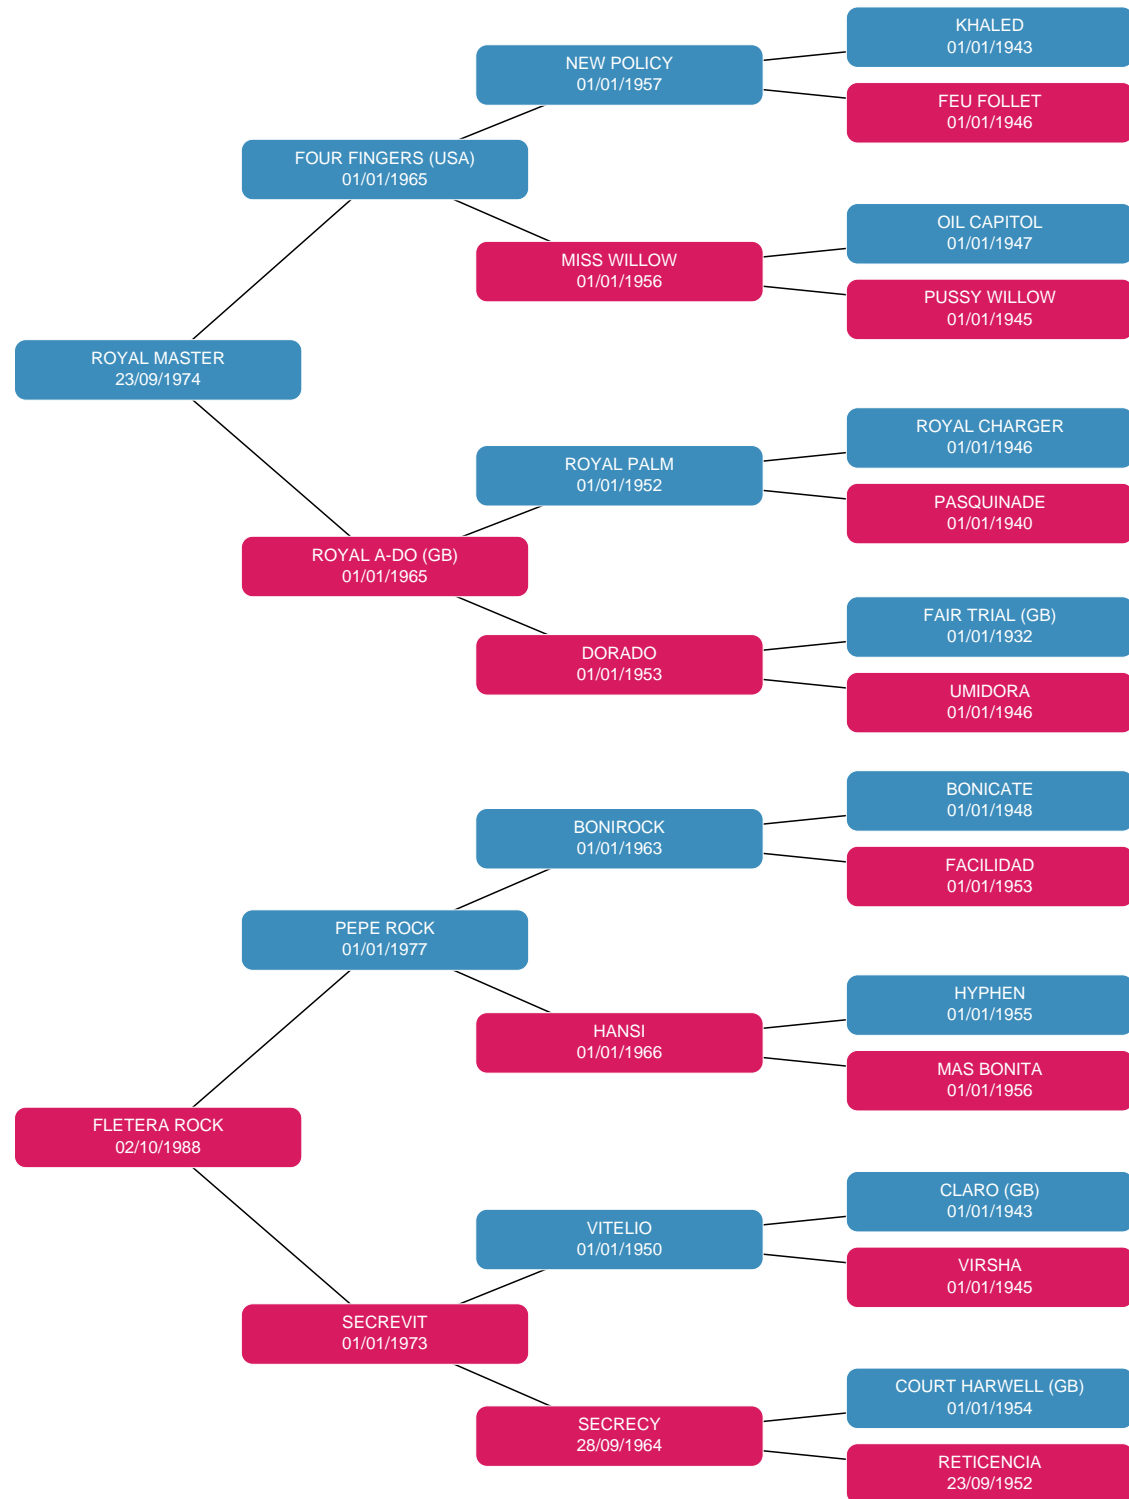 KHALED
01/01/1943
NEW POLICY
01/01/1957
FEU FOLLET
01/01/1946
FOUR FINGERS (USA)
01/01/1965
OIL CAPITOL
01/01/1947
MISS WILLOW
01/01/1956
PUSSY WILLOW
01/01/1945
ROYAL MASTER
23/09/1974
ROYAL CHARGER
01/01/1946
ROYAL PALM
01/01/1952
PASQUINADE
01/01/1940
ROYAL A-DO (GB)
01/01/1965
FAIR TRIAL (GB)
01/01/1932
DORADO
01/01/1953
UMIDORA
01/01/1946
BONICATE
01/01/1948
BONIROCK
01/01/1963
FACILIDAD
01/01/1953
PEPE ROCK
01/01/1977
HYPHEN
01/01/1955
HANSI
01/01/1966
MAS BONITA
01/01/1956
FLETERA ROCK
02/10/1988
CLARO (GB)
01/01/1943
VITELIO
01/01/1950
VIRSHA
01/01/1945
SECREVIT
01/01/1973
COURT HARWELL (GB)
01/01/1954
SECRECY
28/09/1964
RETICENCIA
23/09/1952